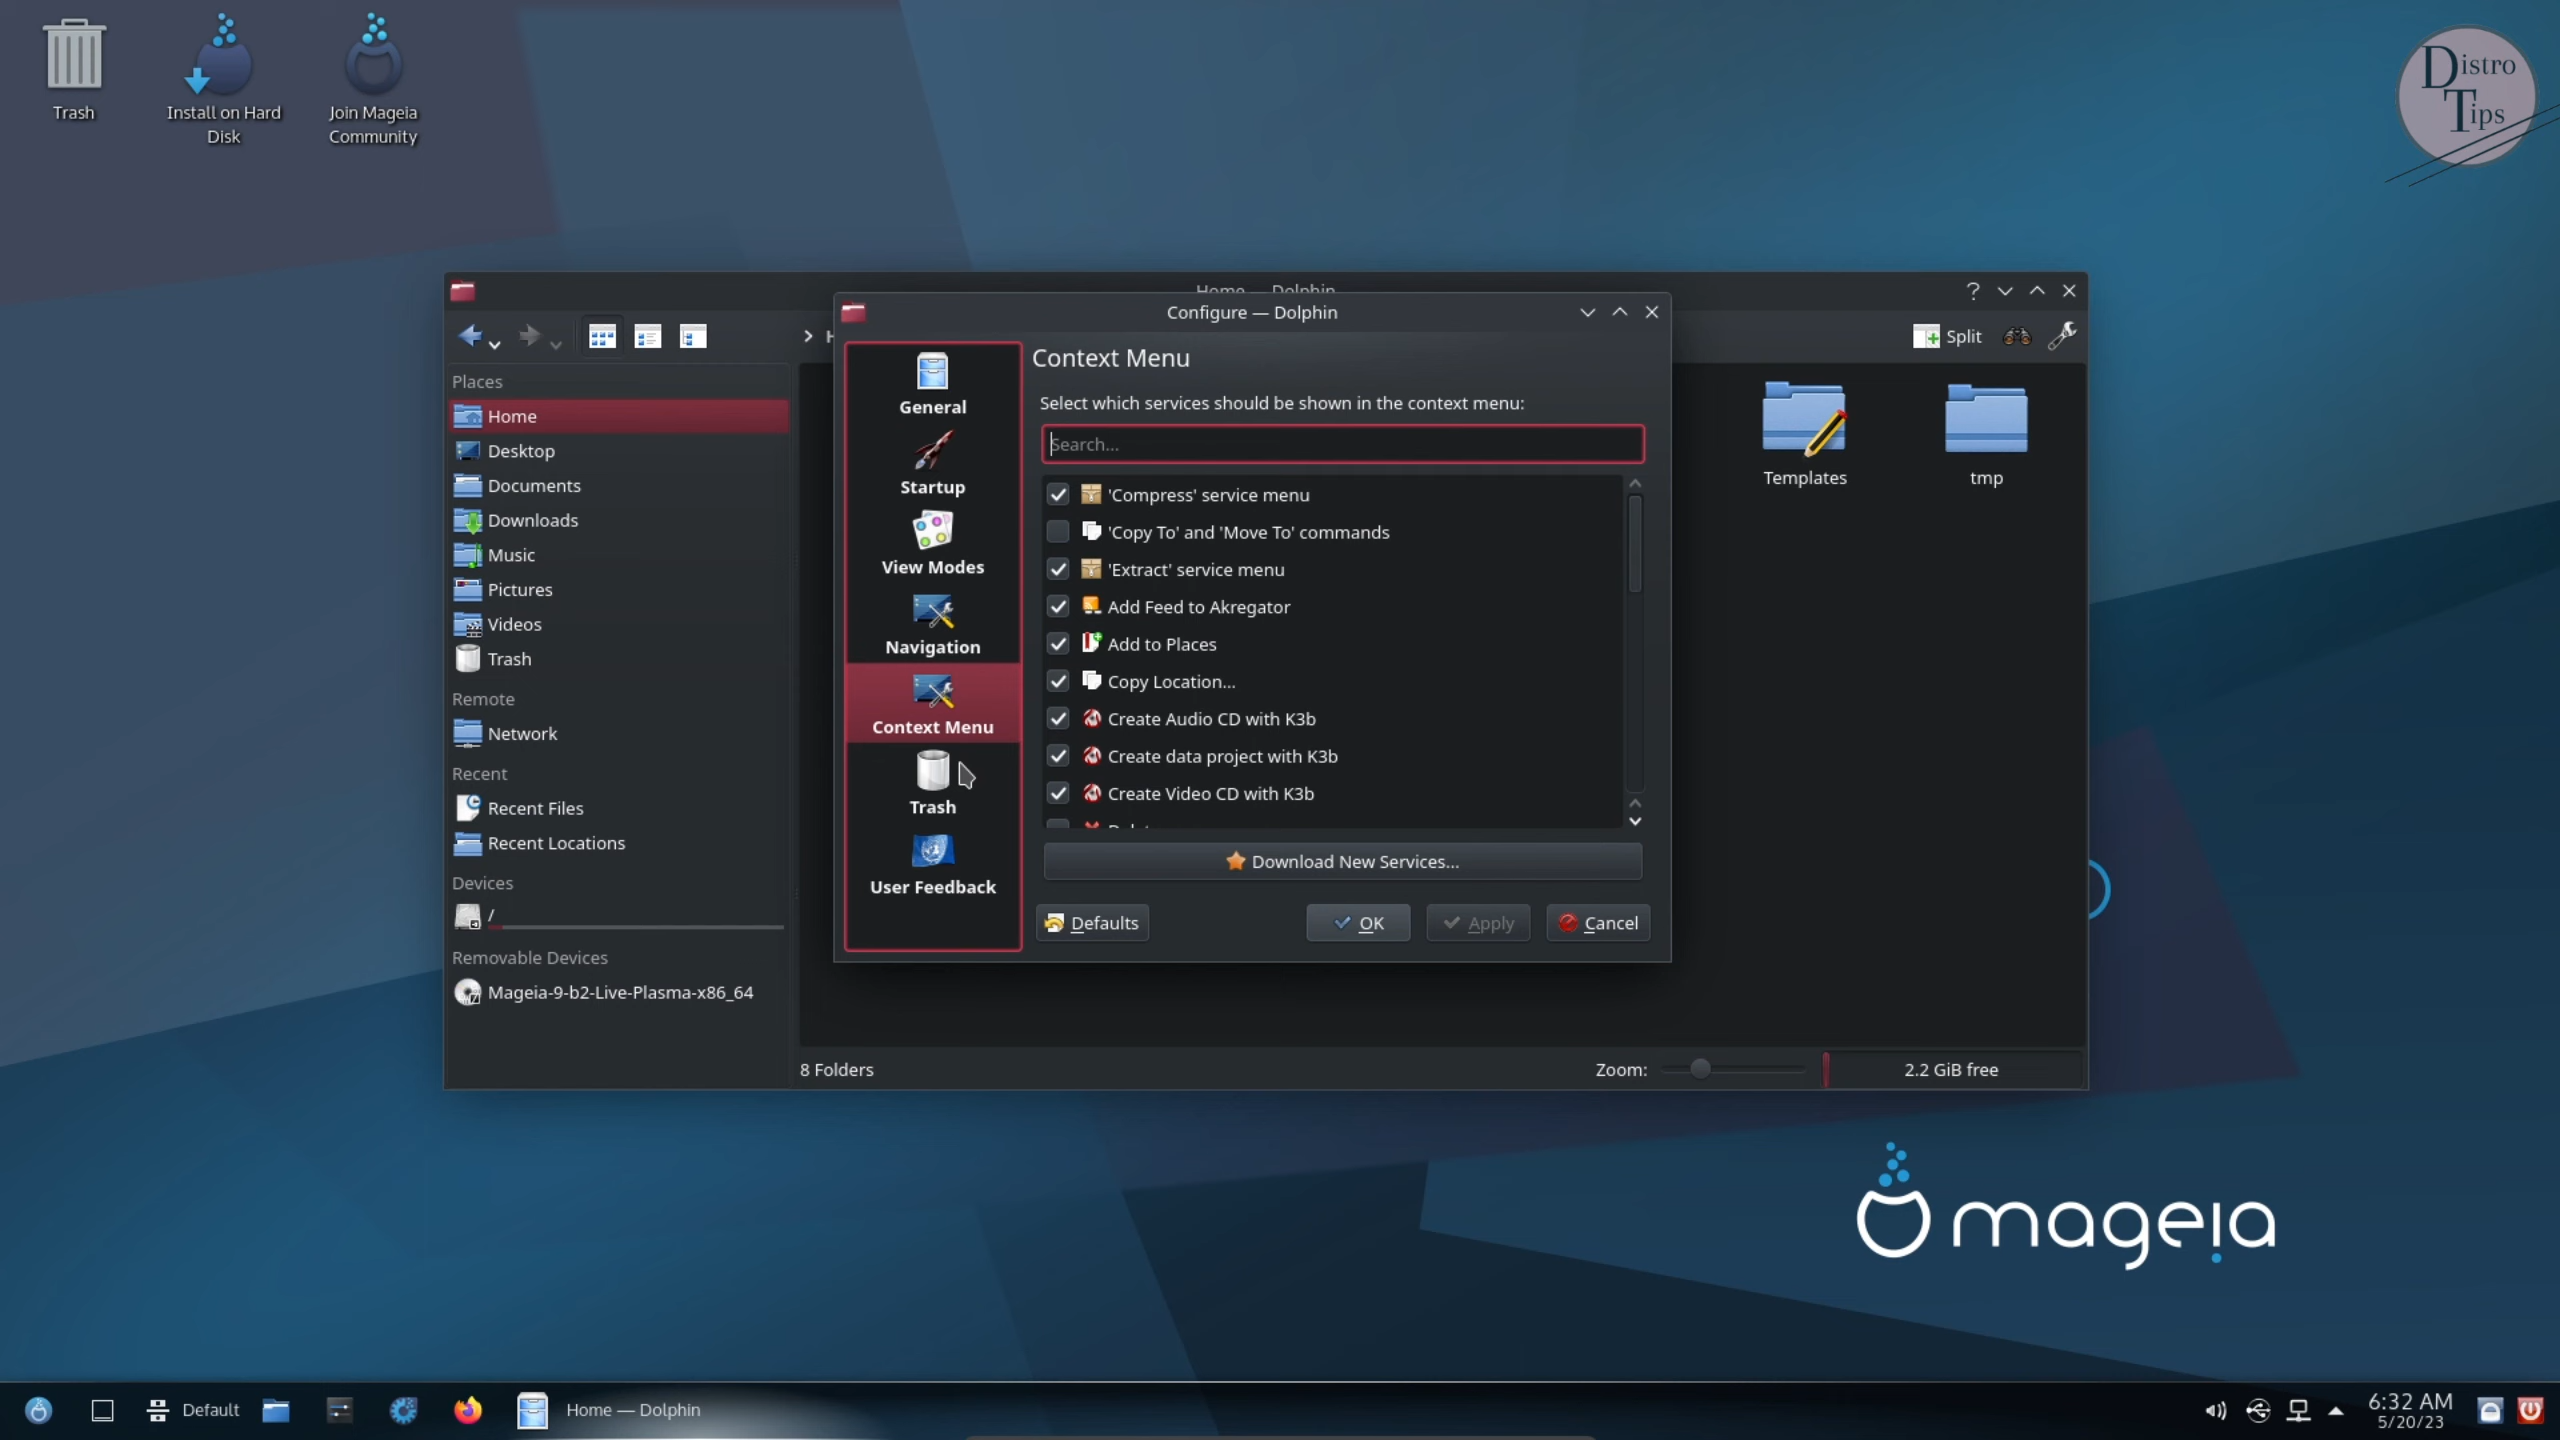 Trash
Install on Hard
Disk
Join Mageia
Community
Distro
Tips
Home — Dolphin
Split
Places
Home
Desktop
Documents
Downloads
Music
Pictures
Videos
Trash
Remote
Network
Recent
Recent Files
Recent Locations
Devices
/
Removable Devices
Mageia-9-b2-Live-Plasma-x86_64
Configure — Dolphin
General
Startup
View Modes
Navigation
Context Menu
Trash
User Feedback
Context Menu
Select which services should be shown in the context menu:
Search...
'Compress' service menu
'Copy To' and 'Move To' commands
'Extract' service menu
Add Feed to Akregator
Add to Places
Copy Location...
Create Audio CD with K3b
Create data project with K3b
Create Video CD with K3b
Download New Services...
Defaults
OK
Apply
Cancel
Templates
tmp
8 Folders
Zoom:
2.2 GiB free
mageia
Default
Home — Dolphin
6:32 AM
5/20/23